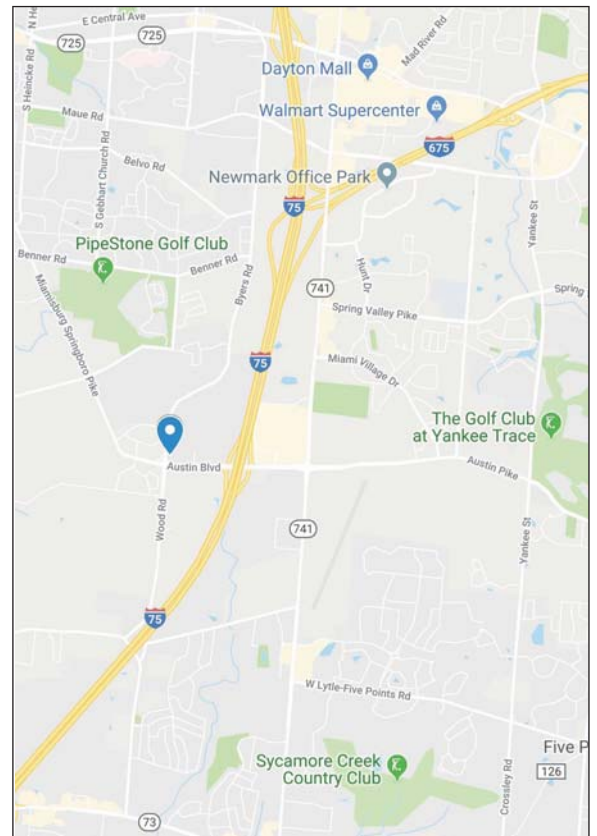 N He
E Central Ave
725
725
S Heincke Rd
Mad River Rd
Dayton Mall
Maue Rd
Walmart Supercenter
S Gebhart Church Rd
675
Belvo Rd
Newmark Office Park
75
Yankee St
PipeStone Golf Club
Benner Rd
Benner Rd
Byers Rd
Hunt Dr
741
Spring
Miamisburg Springboro Pike
Spring Valley Pike
75
Miami Village Dr
The Golf Club
at Yankee Trace
Austin Blvd
Austin Pike
Wood Rd
741
Yankee St
75
W Lytle-Five Points Rd
Five P
Sycamore Creek
Country Club
126
Crossley Rd
73